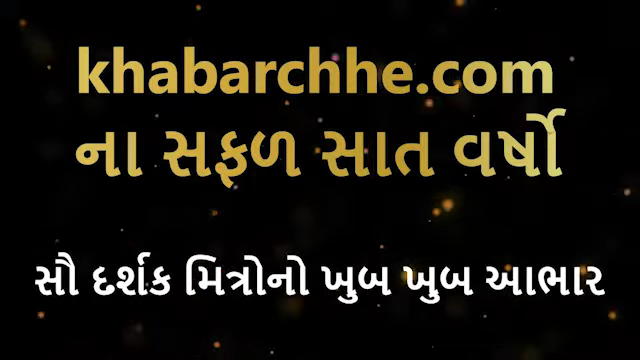 khabarchhe.com
ના સફળ સાત વર્ષો
સૌ દર્શક મિત્રોનો ખુબ ખુબ આભાર